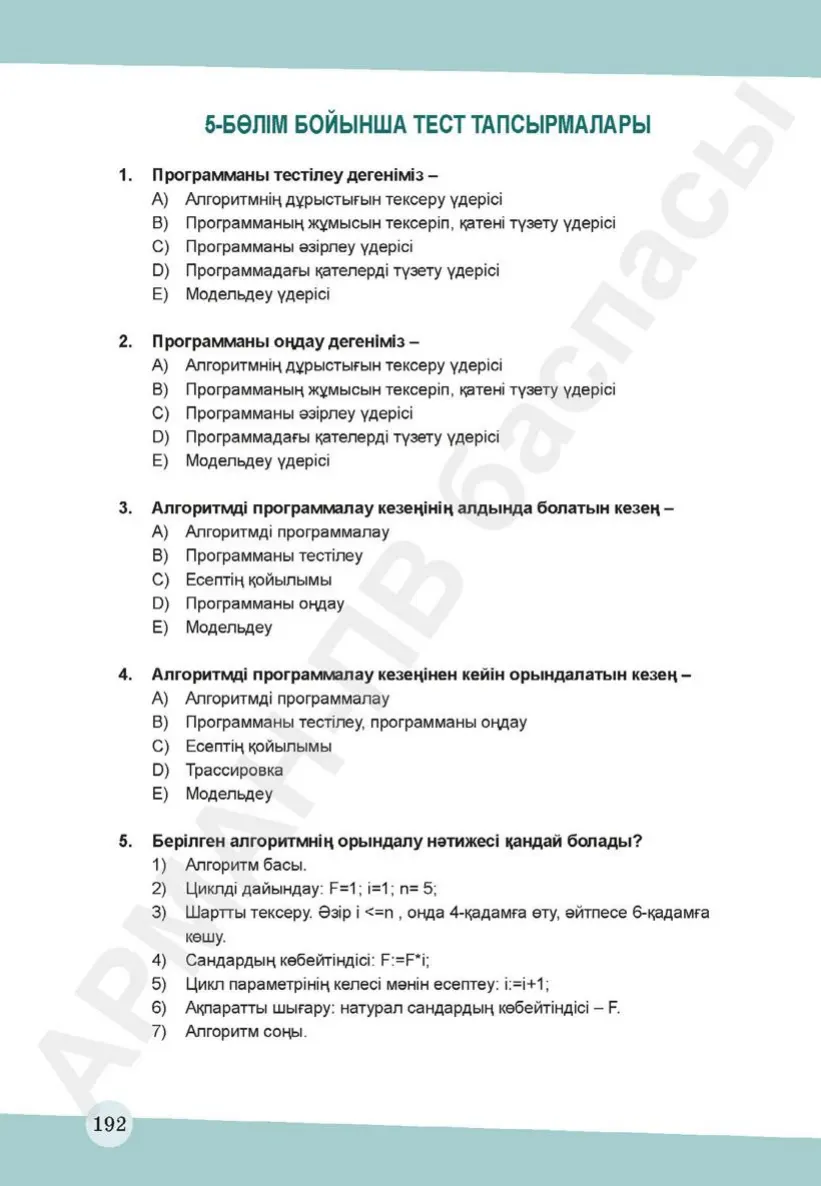 5-БӨЛІМ БОЙЫНША ТЕСТ ТАПСЫРМАЛАРЫ
1. Программаны тестілеу дегеніміз –
A) Алгоритмнің дұрыстығын тексеру үдерісі
B) Программаның жұмысын тексеріп, қатені түзету үдерісі
C) Программаны әзірлеу үдерісі
D) Программадағы қателерді түзету үдерісі
E) Модельдеу үдерісі
2. Программаны оңдау дегеніміз –
A) Алгоритмнің дұрыстығын тексеру үдерісі
B) Программаның жұмысын тексеріп, қатені түзету үдерісі
C) Программаны әзірлеу үдерісі
D) Программадағы қателерді түзету үдерісі
E) Модельдеу үдерісі
3. Алгоритмді программалау кезеңінің алдында болатын кезең –
A) Алгоритмді программалау
B) Программаны тестілеу
C) Есептің қойылымы
D) Программаны оңдау
E) Модельдеу
4. Алгоритмді программалау кезеңінен кейін орындалатын кезең –
A) Алгоритмді программалау
B) Программаны тестілеу, программаны оңдау
C) Есептің қойылымы
D) Трассировка
E) Модельдеу
5. Берілген алгоритмнің орындалу нәтижесі қандай болады?
1) Алгоритм басы.
2) Циклді дайындау: F=1; i=1; n= 5;
3) Шартты тексеру. Әзір i <=n , онда 4-қадамға өту, әйтпесе 6-қадамға
көшу.
4) Сандардың көбейтіндісі: F:=F*i;
5) Цикл параметрінің келесі мәнін есептеу: i:=i+1;
6) Ақпаратты шығару: натурал сандардың көбейтіндісі – F.
7) Алгоритм соңы.
192
АРМАН-ПВ баспасы